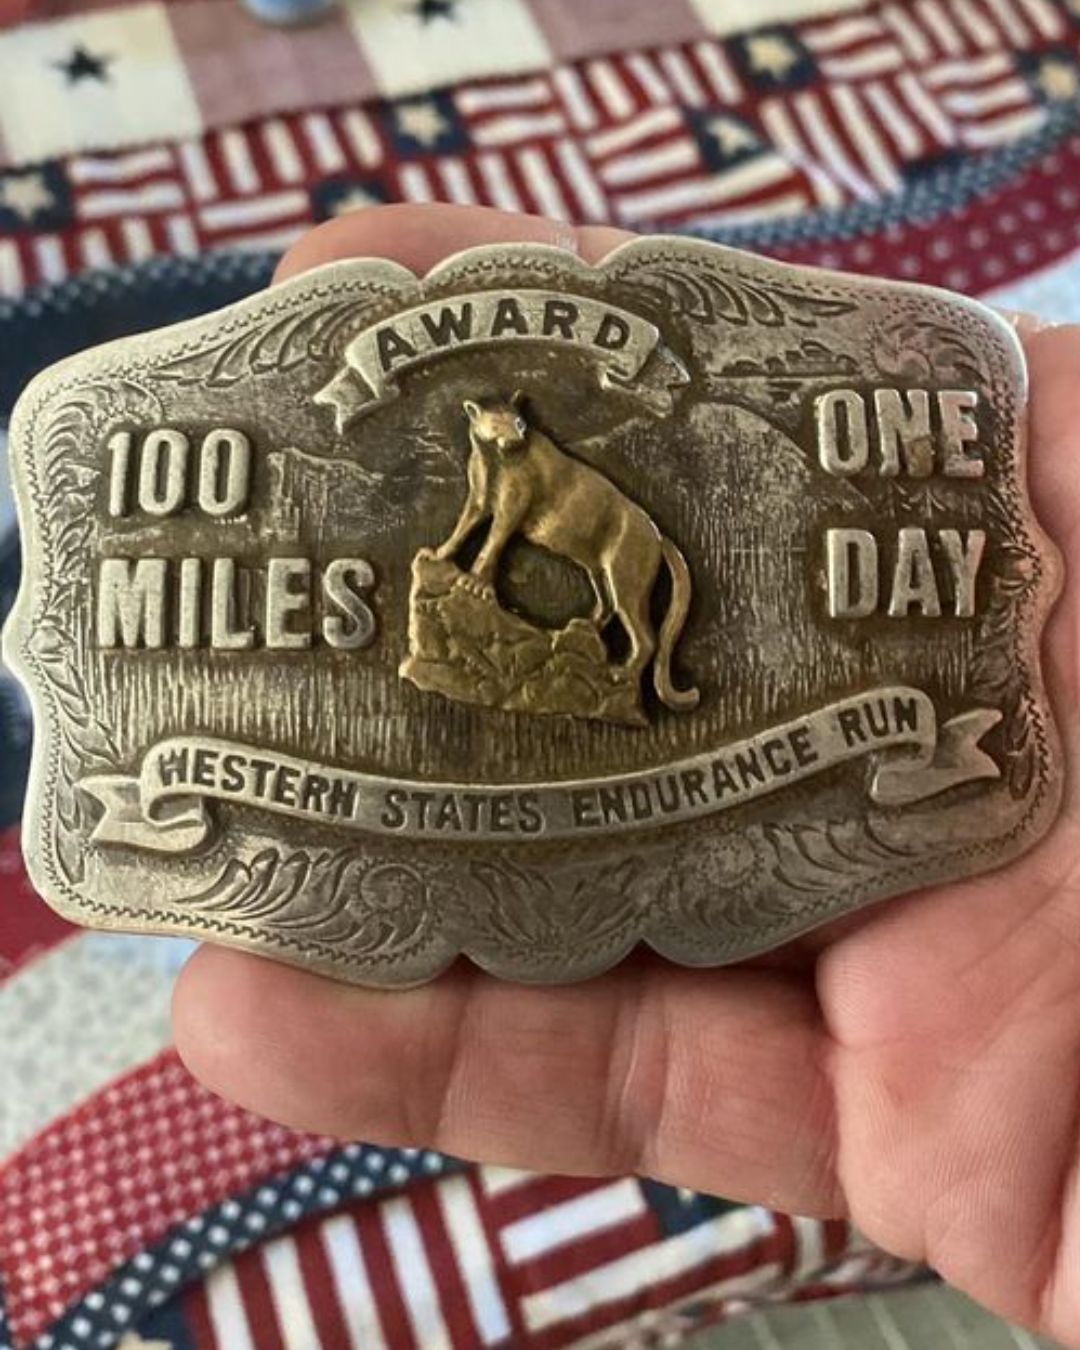 AWARD
100
MILES
ONE
DAY
WESTERN STATES ENDURANCE RUN